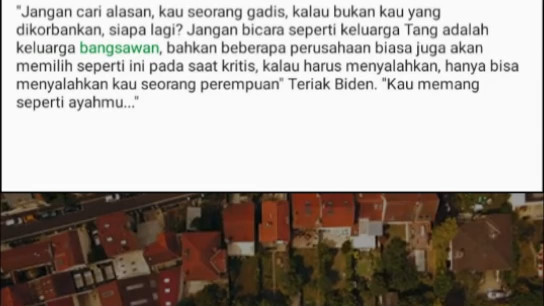 "Jangan cari alasan, kau seorang gadis, kalau bukan kau yang
dikorbankan, siapa lagi? Jangan bicara seperti keluarga Tang adalah
keluarga bangsawan, bahkan beberapa perusahaan biasa juga akan
memilih seperti ini pada saat kritis, kalau harus menyalahkan, hanya bisa
menyalahkan kau seorang perempuan" Teriak Biden. "Kau memang
seperti ayahmu..."